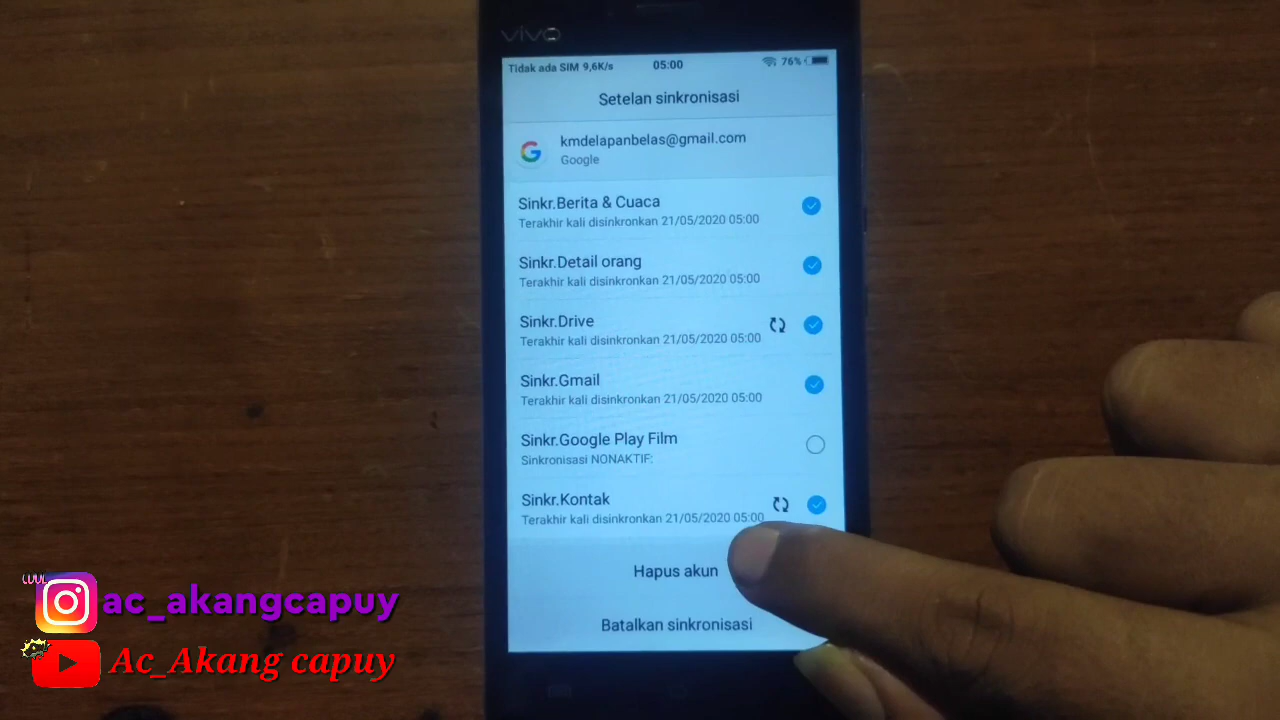 vivo
Tidak ada SIM 9,6K/s 05:00 76%
Setelan sinkronisasi
G kmdelapanbelas@gmail.com
Google
Sinkr.Berita & Cuaca
Terakhir kali disinkronkan 21/05/2020 05:00
Sinkr.Detail orang
Terakhir kali disinkronkan 21/05/2020 05:00
Sinkr.Drive
Terakhir kali disinkronkan 21/05/2020 05:00
Sinkr.Gmail
Terakhir kali disinkronkan 21/05/2020 05:00
Sinkr.Google Play Film
Sinkronisasi NONAKTIF:
Sinkr.Kontak
Terakhir kali disinkronkan 21/05/2020 05:00
Hapus akun
Batalkan sinkronisasi
ac_akangcapuy
Ac_Akang capuy